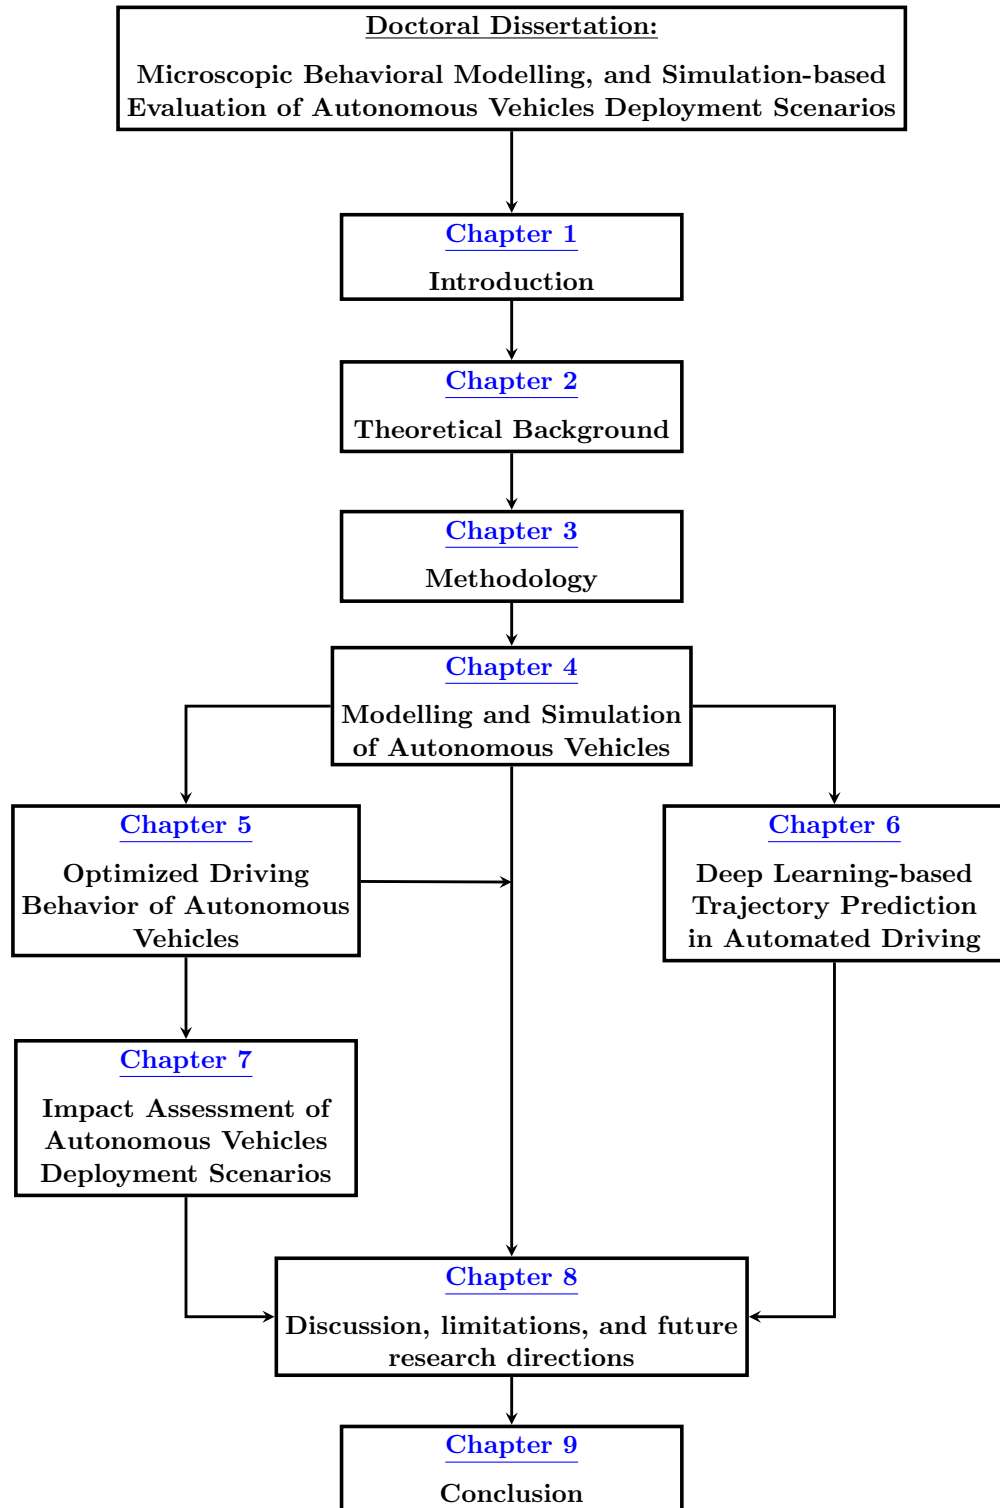 Doctoral Dissertation:
Microscopic Behavioral Modelling, and Simulation-based
Evaluation of Autonomous Vehicles Deployment Scenarios
Chapter 1
Introduction
Chapter 2
Theoretical Background
Chapter 3
Methodology
Chapter 4
Modelling and Simulation
of Autonomous Vehicles
Chapter 5
Optimized Driving
Behavior of Autonomous
Vehicles
Chapter 6
Deep Learning-based
Trajectory Prediction
in Automated Driving
Chapter 7
Impact Assessment of
Autonomous Vehicles
Deployment Scenarios
Chapter 8
Discussion, limitations, and future
research directions
Chapter 9
Conclusion